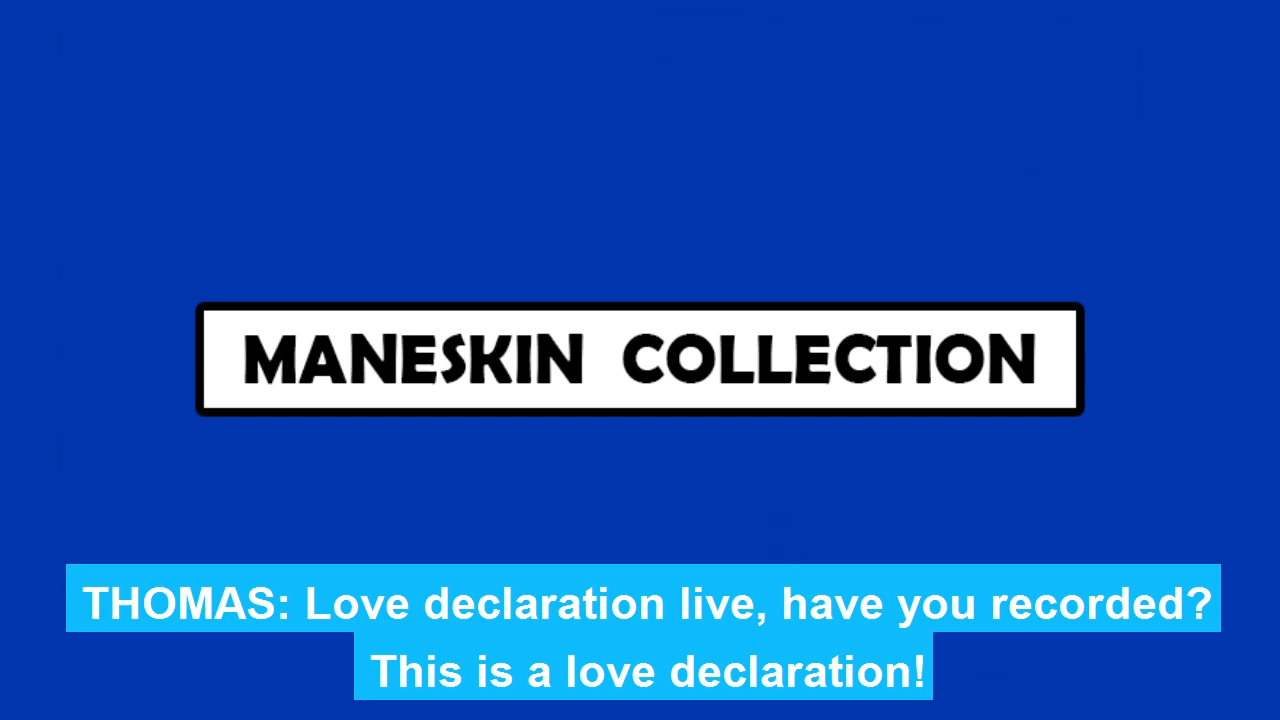 MANESKIN COLLECTION
THOMAS: Love declaration live, have you recorded?
This is a love declaration!